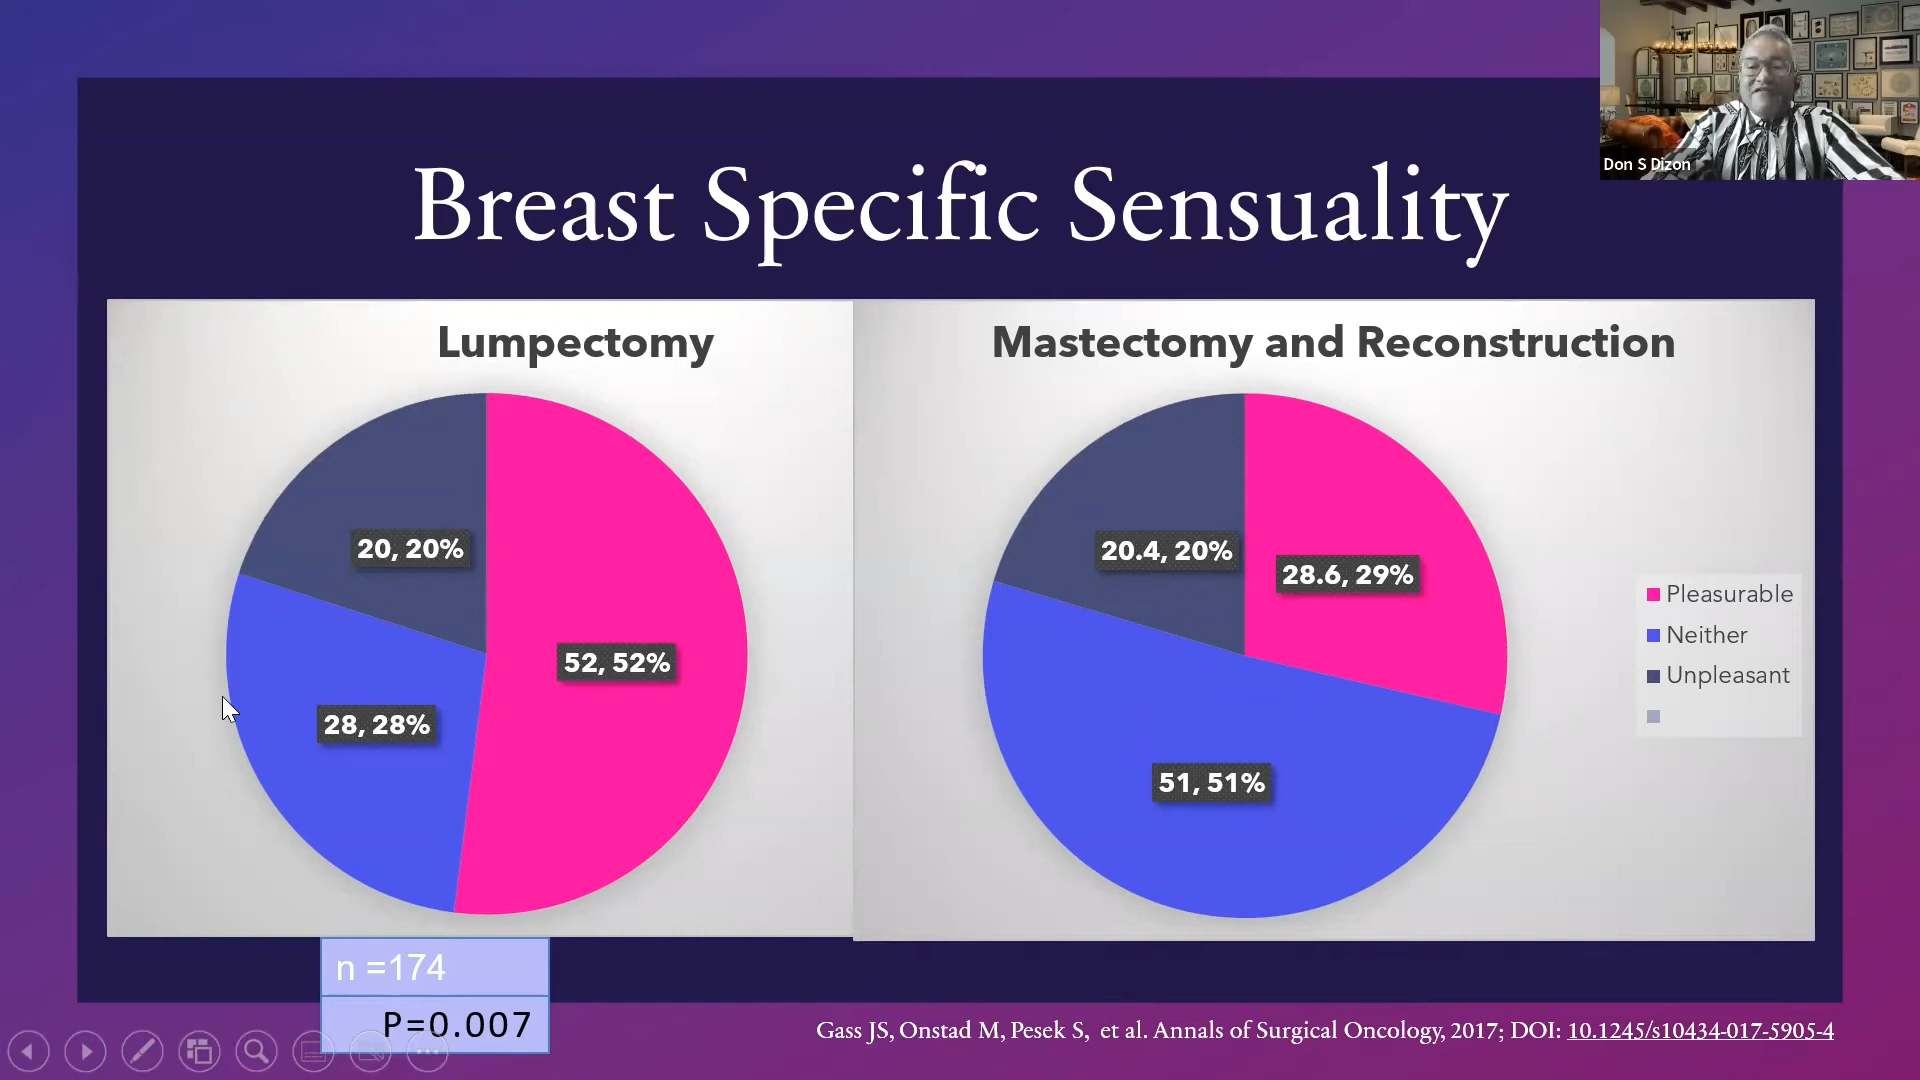 Don S Dizon
Breast Specific Sensuality
Lumpectomy
20, 20%
52, 52%
28, 28%
Mastectomy and Reconstruction
20.4, 20%
28.6, 29%
51, 51%
Pleasurable
Neither
Unpleasant
n =174
P=0.007
Gass JS, Onstad M, Pesek S, et al. Annals of Surgical Oncology, 2017; DOI: 10.1245/s10434-017-5905-4